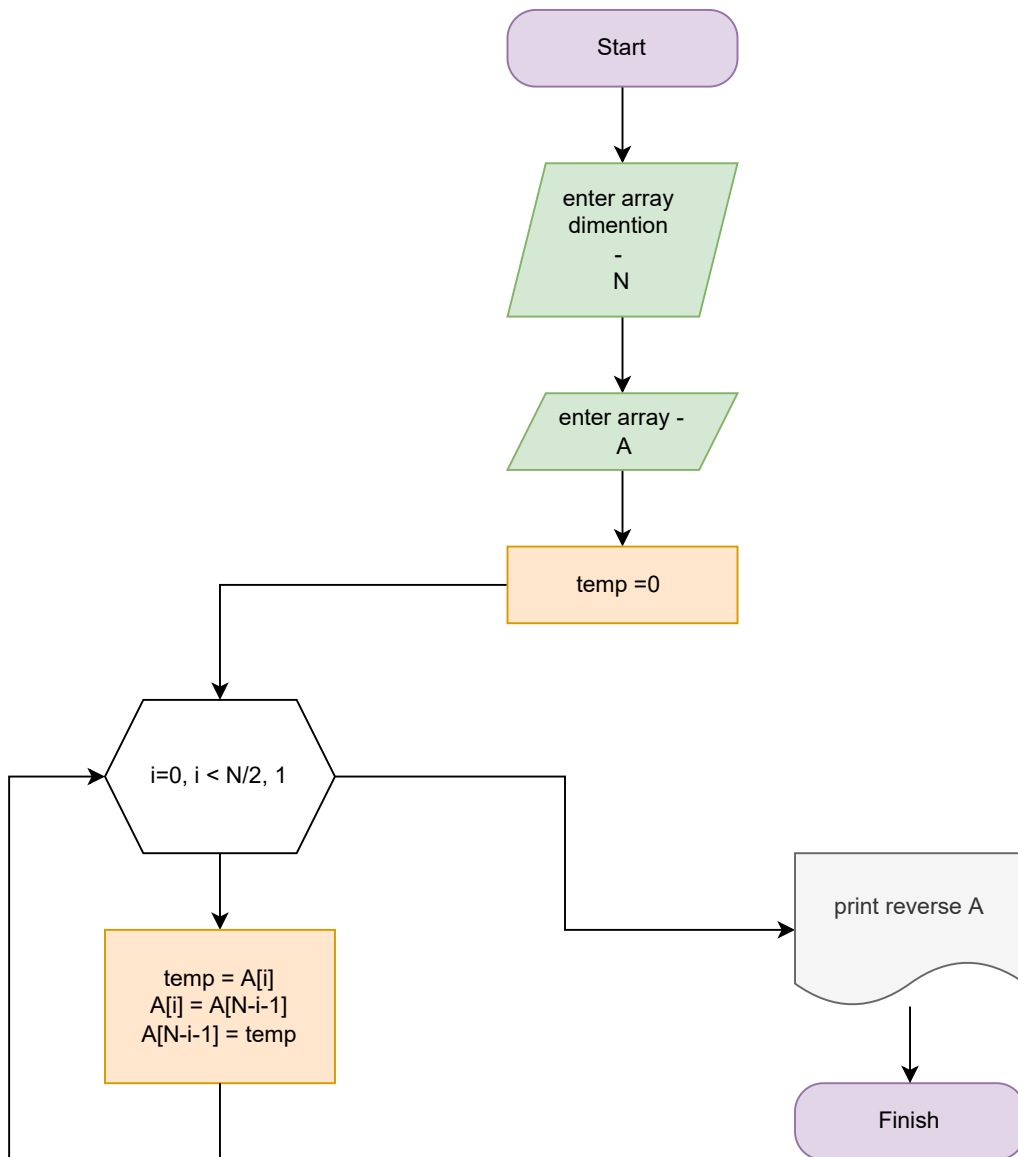 Start
enter array
dimention
-
N
enter array -
A
temp =0
i=0, i < N/2, 1
temp = A[i]
A[i] = A[N-i-1]
A[N-i-1] = temp
print reverse A
Finish